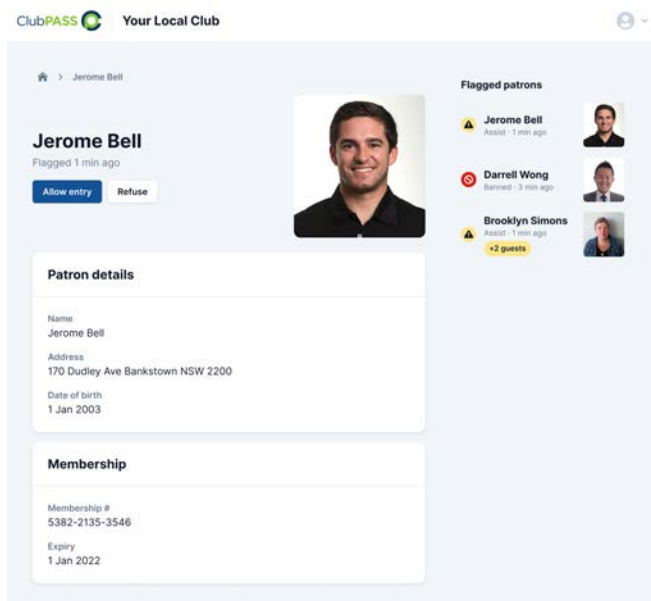 ClubPASS Your Local Club
> Jerome Bell
Jerome Bell
Flagged 1 min ago
Allow entry Refuse
Patron details
Name
Jerome Bell
Address
170 Dudley Ave Bankstown NSW 2200
Date of birth
1 Jan 2003
Membership
Membership #
5382-2135-3546
Expiry
1 Jan 2022
Flagged patrons
Jerome Bell
Assist · 1 min ago
Darrell Wong
Banned · 3 min ago
Brooklyn Simons
Assist · 1 min ago
+2 guests